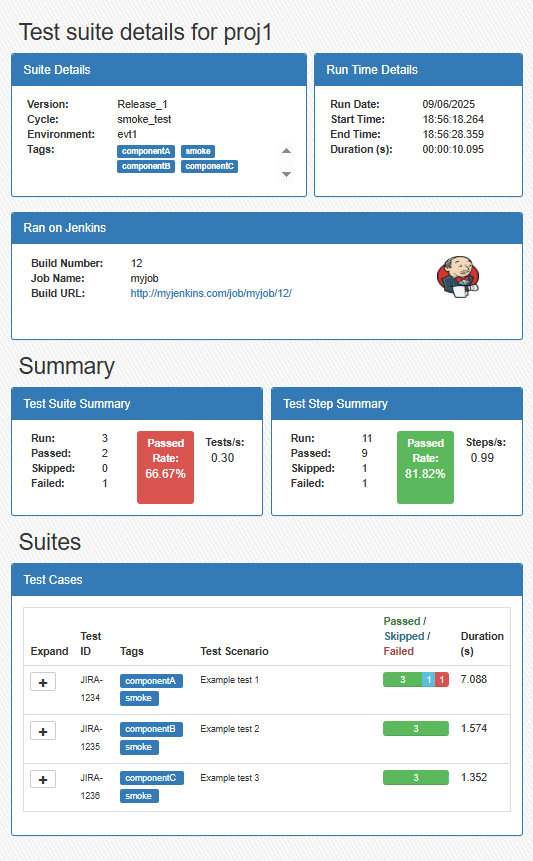 Test suite details for proj1
Suite Details
Version: Release_1
Cycle: smoke_test
Environment: evt1
Tags: componentA smoke
componentB componentC
Run Time Details
Run Date: 09/06/2025
Start Time: 18:56:18.264
End Time: 18:56:28.359
Duration (s): 00:00:10.095
Ran on Jenkins
Build Number: 12
Job Name: myjob
Build URL: http://myjenkins.com/job/myjob/12/
Summary
Test Suite Summary
Run: 3
Passed: 2
Skipped: 0
Failed: 1
Passed
Rate:
66.67%
Tests/s:
0.30
Test Step Summary
Run: 11
Passed: 9
Skipped: 1
Failed: 1
Passed
Rate:
81.82%
Steps/s:
0.99
Suites
Test Cases
Expand
Test
ID
Tags
Test Scenario
Passed /
Skipped /
Failed
Duration
(s)
+ JIRA-
1234
componentA
smoke
Example test 1
3 1 1
7.088
+ JIRA-
1235
componentB
smoke
Example test 2
3
1.574
+ JIRA-
1236
componentC
smoke
Example test 3
3
1.352